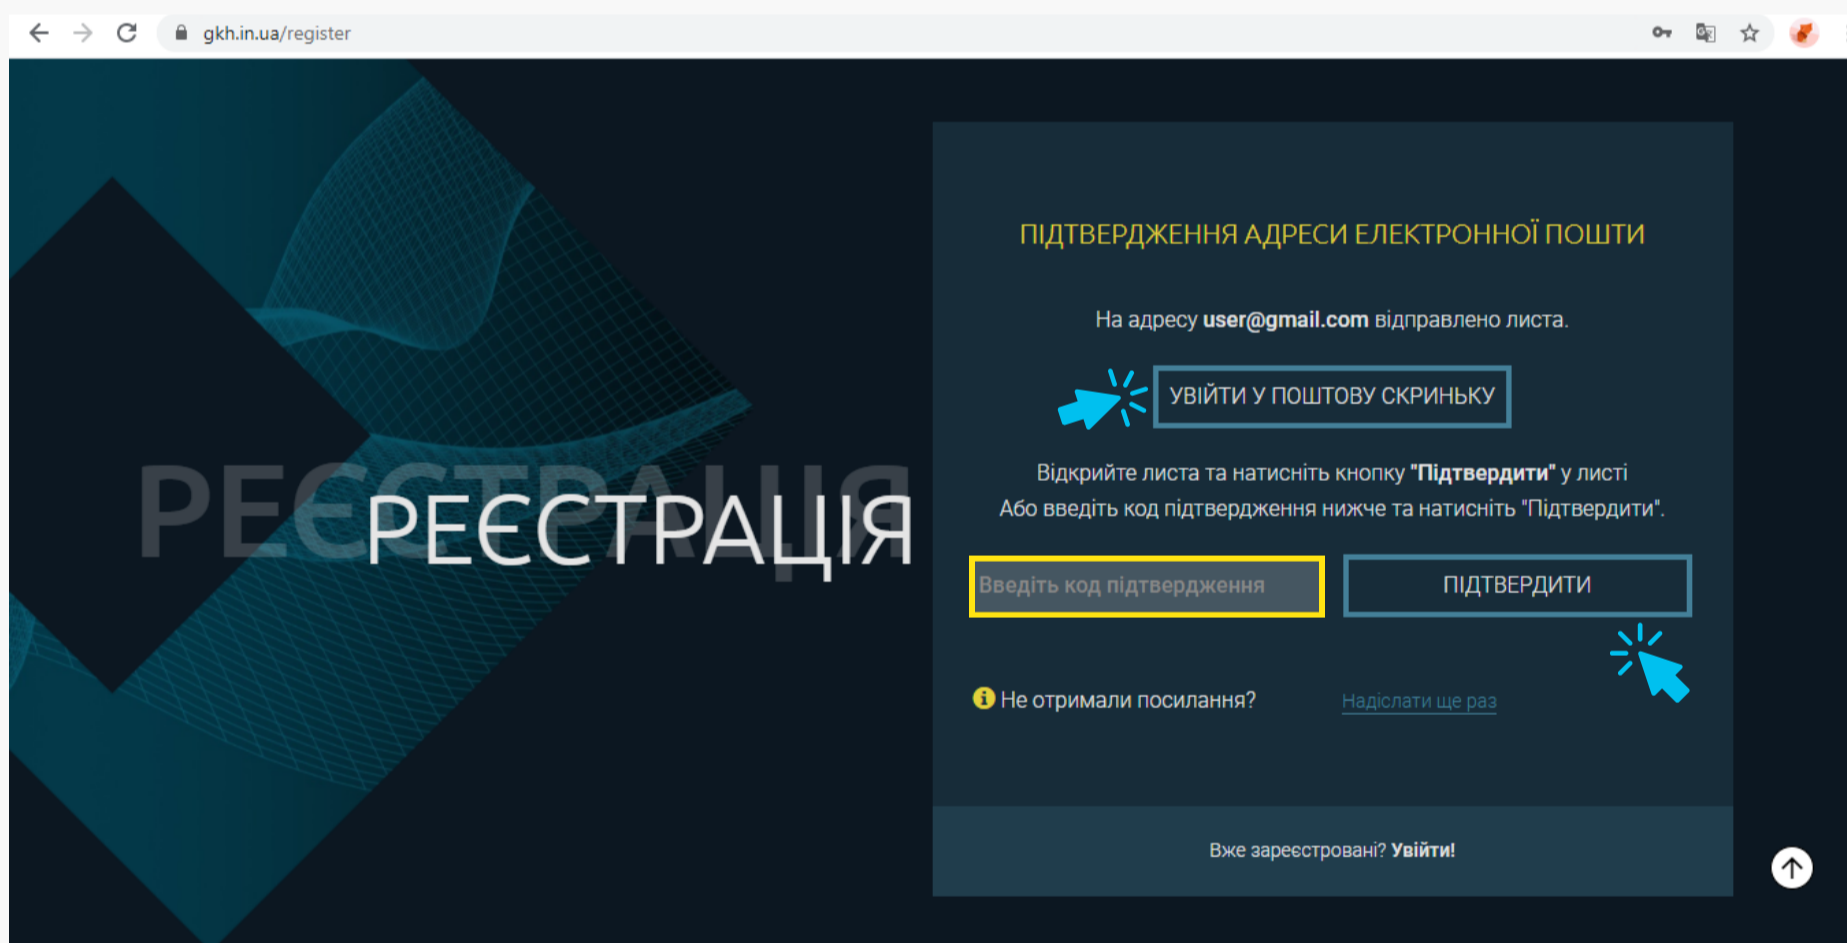 gkh.in.ua/register
РЕЄСТРАЦІЯ
РЕЄСТРАЦІЯ
ПІДТВЕРДЖЕННЯ АДРЕСИ ЕЛЕКТРОННОЇ ПОШТИ
На адресу user@gmail.com відправлено листа.
УВІЙТИ У ПОШТОВУ СКРИНЬКУ
Відкрийте листа та натисніть кнопку "Підтвердити" у листі
Або введіть код підтвердження нижче та натисніть "Підтвердити".
Введіть код підтвердження
ПІДТВЕРДИТИ
Не отримали посилання? Надіслати ще раз
Вже зареєстровані? Увійти!